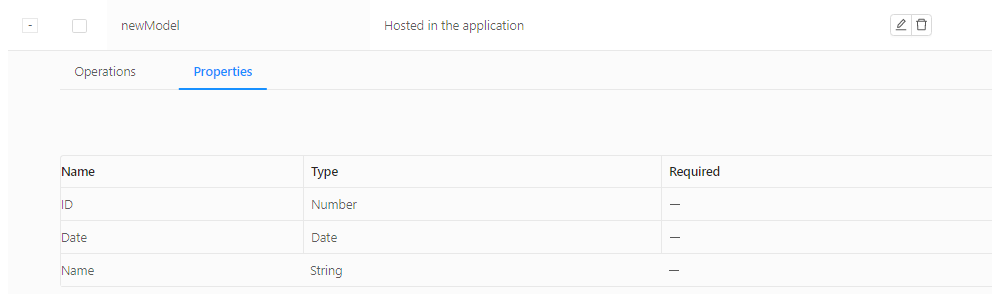 - newModel Hosted in the application
Operations Properties
Name Type Required
ID Number —
Date Date —
Name String —